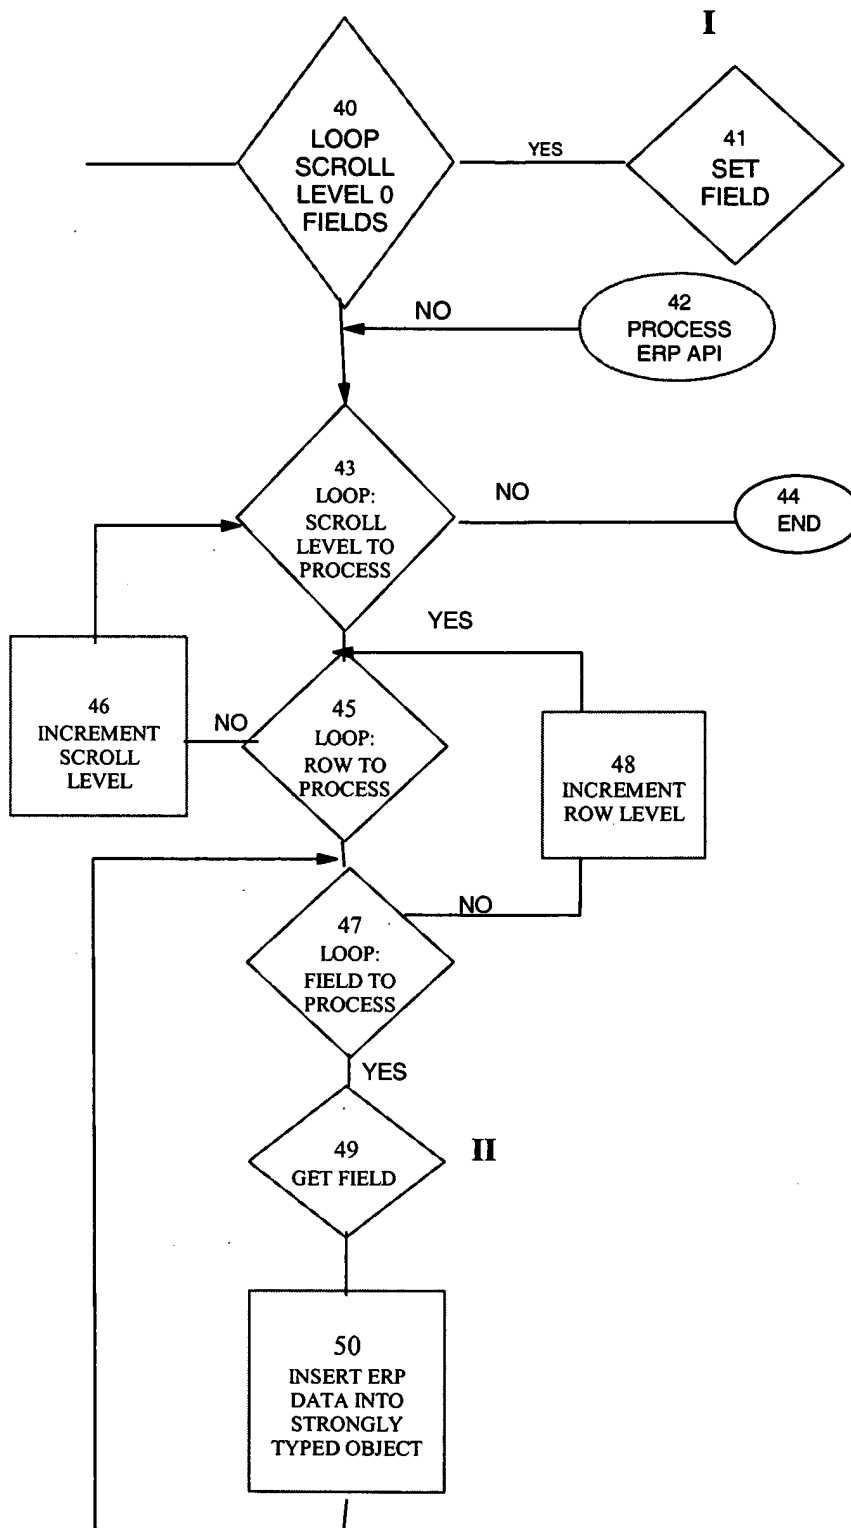 I
40
LOOP
SCROLL
LEVEL 0
FIELDS
YES
41
SET
FIELD
NO
42
PROCESS
ERP API
43
LOOP:
SCROLL
LEVEL TO
PROCESS
NO
44
END
YES
46
INCREMENT
SCROLL
LEVEL
NO
45
LOOP:
ROW TO
PROCESS
48
INCREMENT
ROW LEVEL
47
LOOP:
FIELD TO
PROCESS
NO
YES
49
GET FIELD
II
50
INSERT ERP
DATA INTO
STRONGLY
TYPED OBJECT